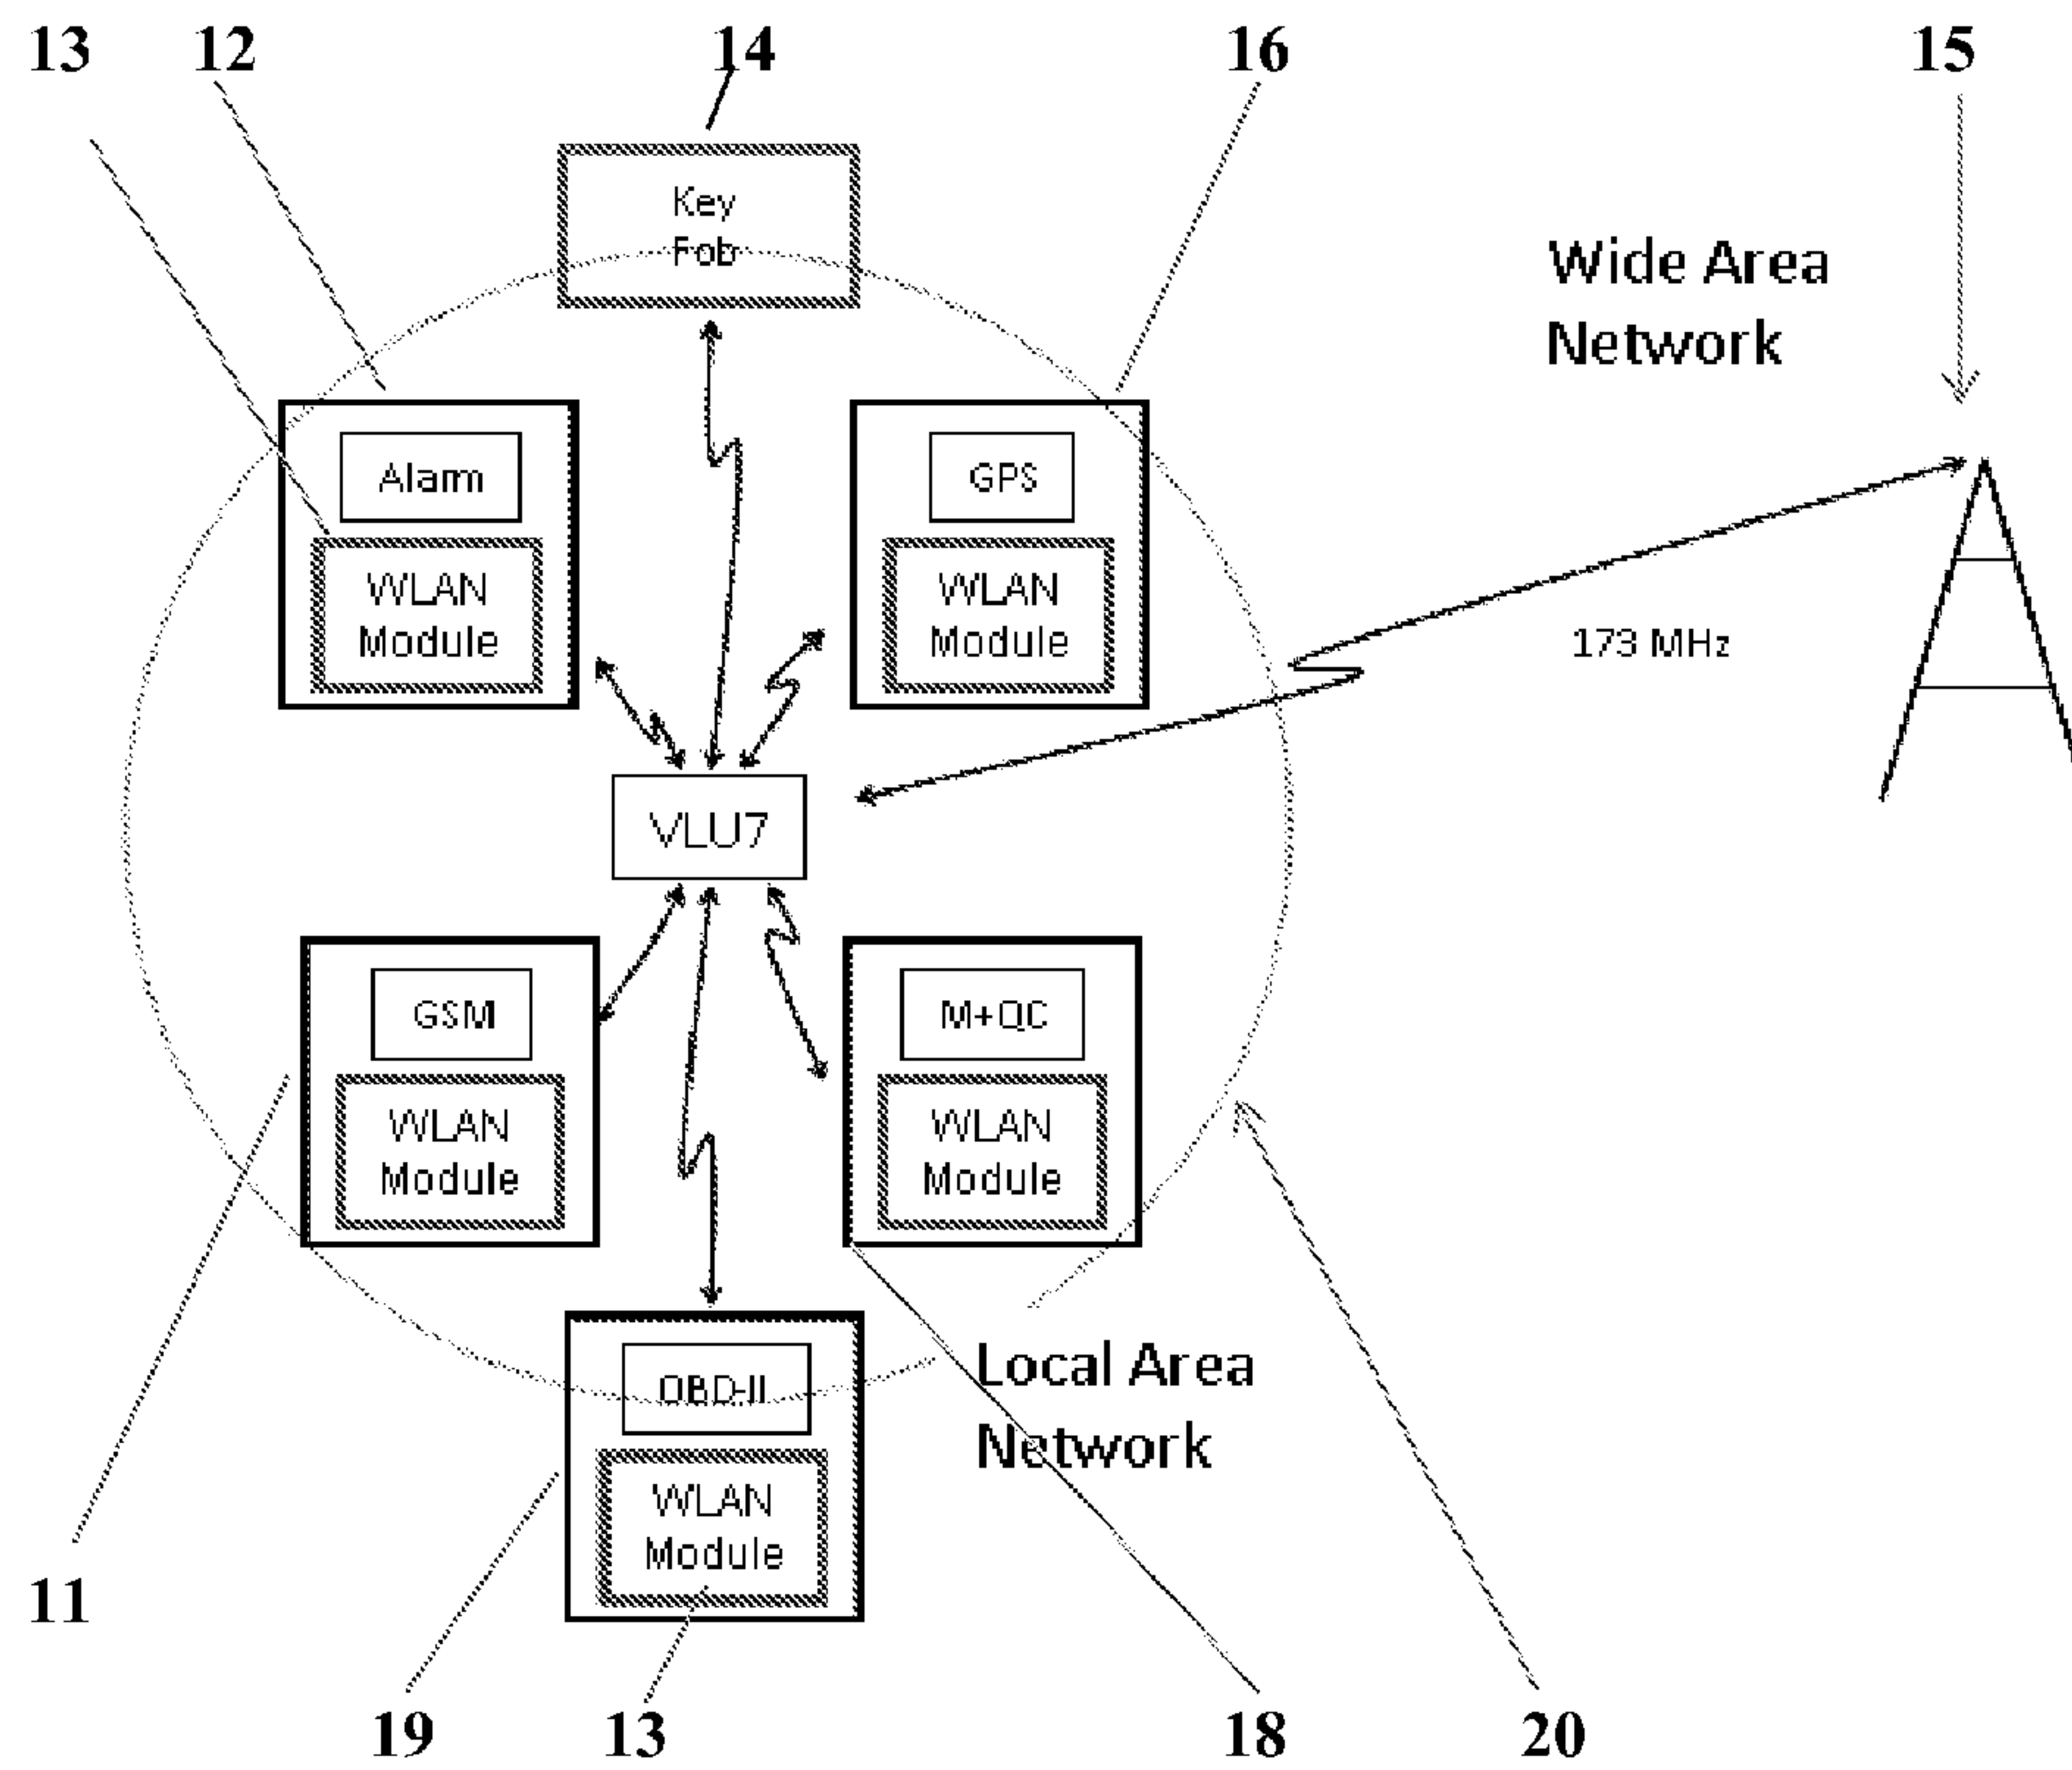 13 12 14 16 15
Key
Fob
Wide Area
Network
Alarm
GPS
WLAN
Module
WLAN
Module
173 MHz
VLU7
GSM
M+QC
WLAN
Module
WLAN
Module
Local Area
Network
OBD-II
WLAN
Module
11
19 13 18 20